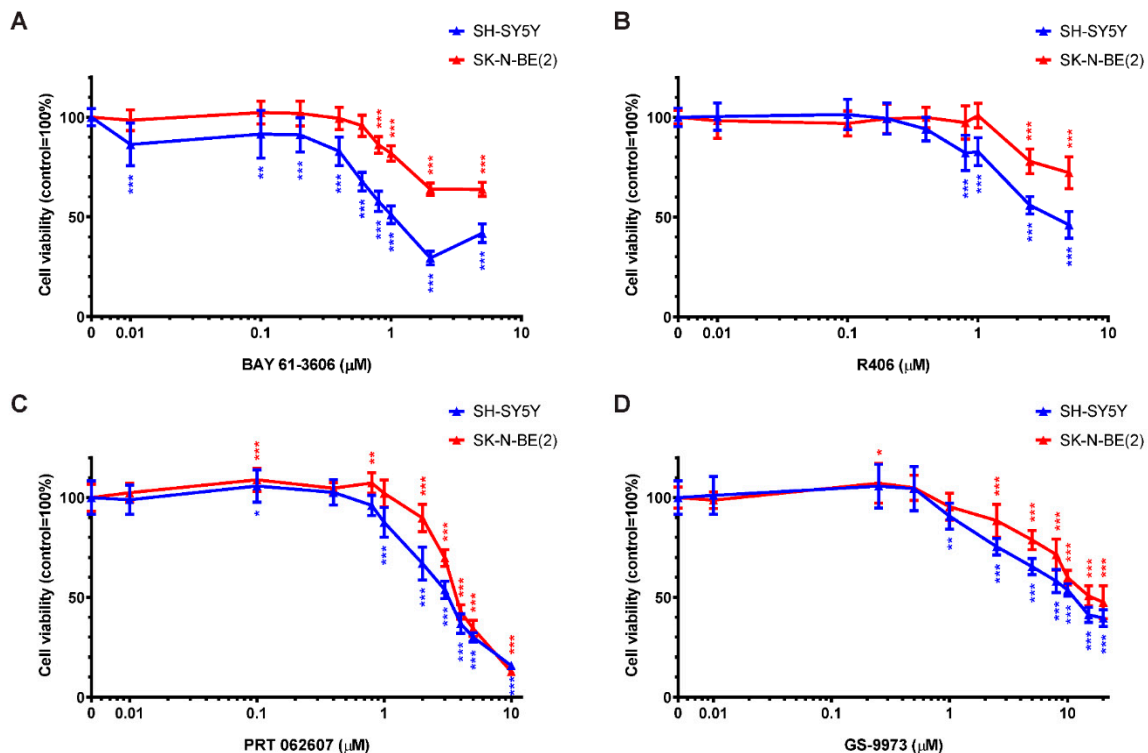 A
SH-SY5Y
SK-N-BE(2)
Cell viability (control=100%)
100
50
0
0 0.01 0.1 1 10
BAY 61-3606 (μM)
*** ** *** *** *** *** *** *** ***
*** *** *** ***
B
SH-SY5Y
SK-N-BE(2)
Cell viability (control=100%)
100
50
0
0 0.01 0.1 1 10
R406 (μM)
*** *** *** ***
*** ***
C
SH-SY5Y
SK-N-BE(2)
Cell viability (control=100%)
100
50
0
0 0.01 0.1 1 10
PRT 062607 (μM)
*** ** *** *** *** *** ***
* *** *** *** *** *** ***
D
SH-SY5Y
SK-N-BE(2)
Cell viability (control=100%)
100
50
0
0 0.01 0.1 1 10
GS-9973 (μM)
* *** *** *** *** *** ***
** *** *** *** *** *** ***